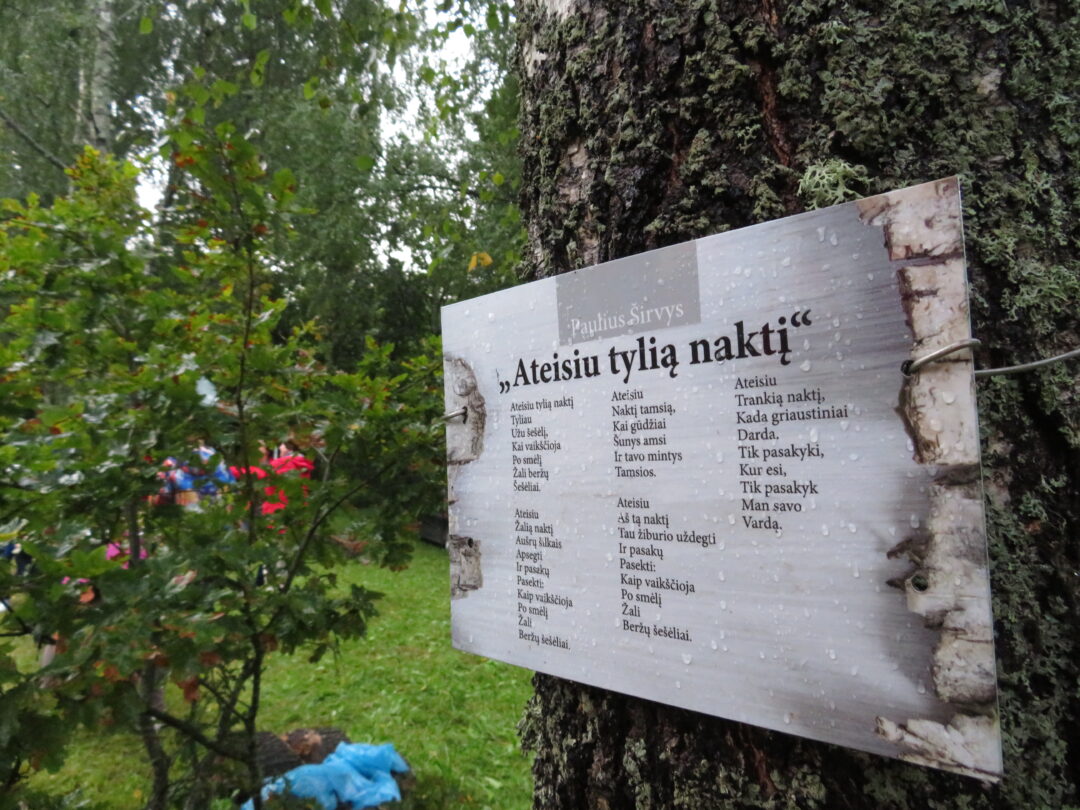 Paulius Širvys
„Ateisiu tylią naktį“
Ateisiu tylią naktį
Tyliau
Užu šešėlį,
Kai vaikščioja
Po smėlį
Žali beržų
Šešėliai.
Ateisiu
Žalią naktį
Aušrų šilkais
Apsegti
Ir pasakų
Pasekti:
Kaip vaikščioja
Po smėlį
Žali
Beržų šešėliai.
Ateisiu
Naktį tamsią,
Kai gūdžiai
Šunys amsi
Ir tavo mintys
Tamsios.
Ateisiu
Aš tą naktį
Tau žiburio uždegti
Ir pasakų
Pasekti:
Kaip vaikščioja
Po smėlį
Žali
Beržų šešėliai.
Ateisiu
Trankią naktį,
Kada griaustiniai
Darda.
Tik pasakyki,
Kur esi,
Tik pasakyk
Man savo
Vardą.